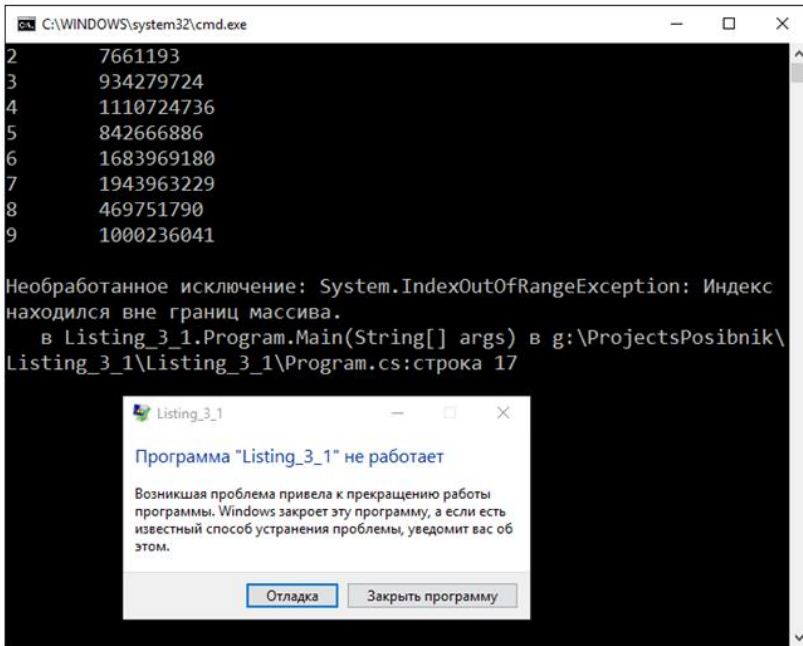 C:\WINDOWS\system32\cmd.exe
2 7661193
3 934279724
4 1110724736
5 842666886
6 1683969180
7 1943963229
8 469751790
9 1000236041
Необработанное исключение: System.IndexOutOfRangeException: Индекс
находился вне границ массива.
в Listing_3_1.Program.Main(String[] args) в g:\ProjectsPosibnik\
Listing_3_1\Listing_3_1\Program.cs:строка 17
Listing_3_1
Программа "Listing_3_1" не работает
Возникшая проблема привела к прекращению работы
программы. Windows закроет эту программу, а если есть
известный способ устранения проблемы, уведомит вас об
этом.
Отладка Закрыть программу